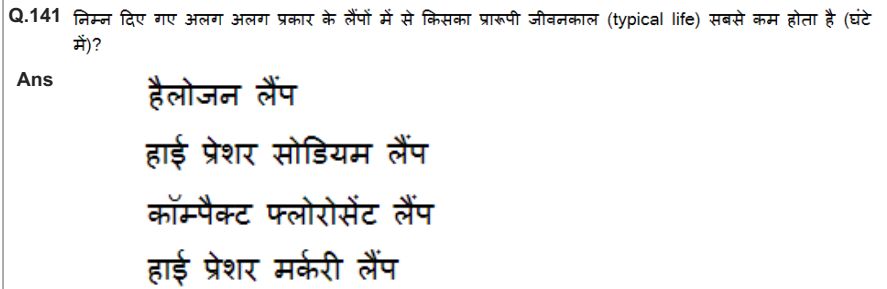 Q.141 निम्न दिए गए अलग अलग प्रकार के लैंपों में से किसका प्रारूपी जीवनकाल (typical life) सबसे कम होता है (घंटे
में)?
Ans
हैलोजन लैंप
हाई प्रेशर सोडियम लैंप
कॉम्पैक्ट फ्लोरोसेंट लैंप
हाई प्रेशर मर्करी लैंप